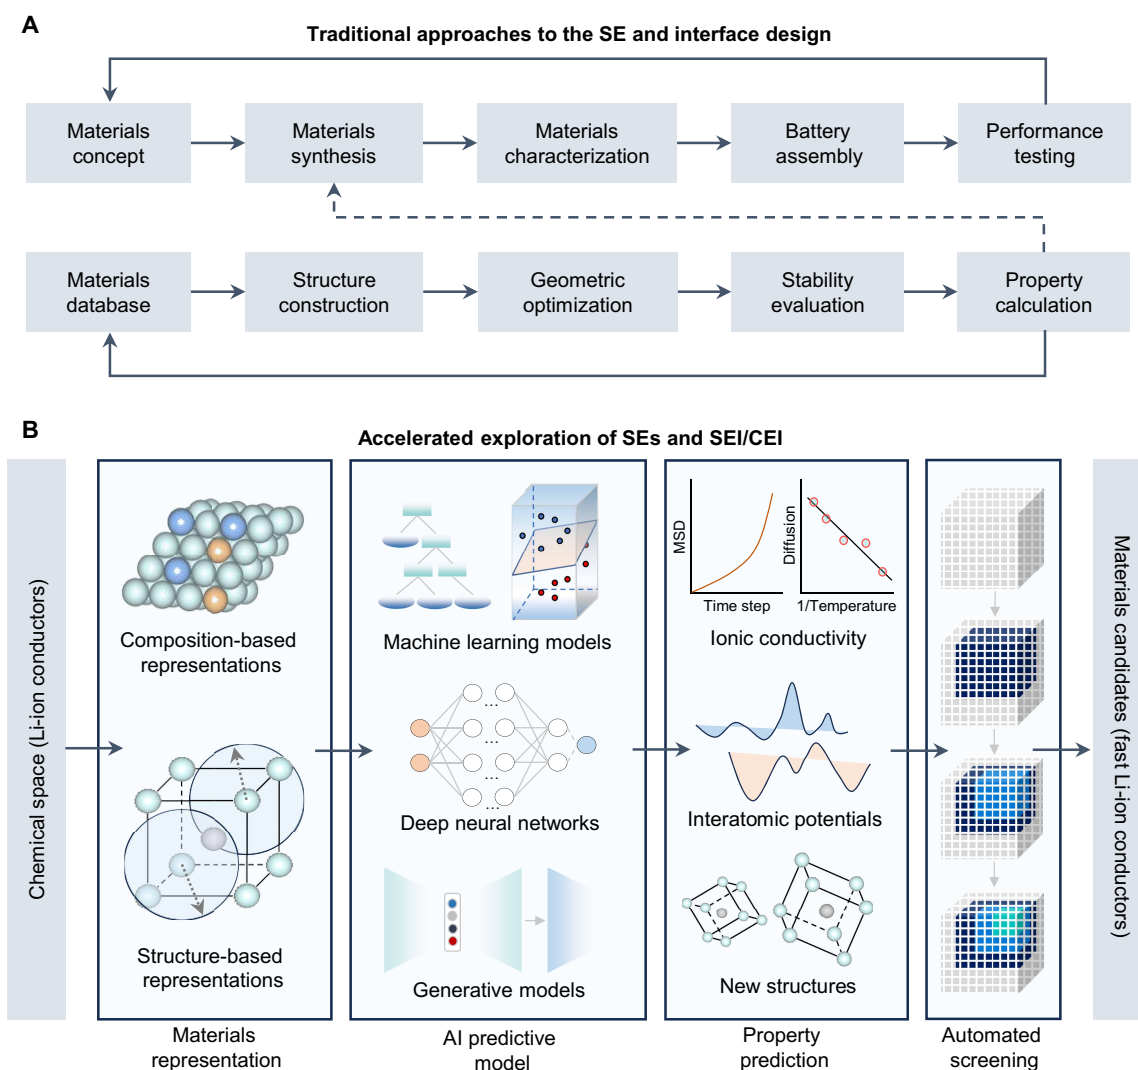 A
Traditional approaches to the SE and interface design
Materials
concept
Materials
synthesis
Materials
characterization
Battery
assembly
Performance
testing
Materials
database
Structure
construction
Geometric
optimization
Stability
evaluation
Property
calculation
B
Accelerated exploration of SEs and SEI/CEI
Chemical space (Li-ion conductors)
Composition-based
representations
Structure-based
representations
Materials
representation
Machine learning models
...
...
...
...
Deep neural networks
Generative models
AI predictive
model
MSD
Time step
Diffusion
1/Temperature
Ionic conductivity
Interatomic potentials
New structures
Property
prediction
Automated
screening
Materials candidates (fast Li-ion conductors)